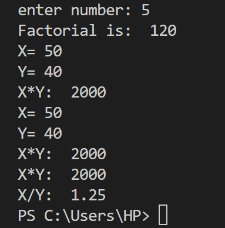 enter number: 5
Factorial is:  120
X= 50
Y= 40
X*Y:  2000
X= 50
Y= 40
X*Y:  2000
X*Y:  2000
X/Y:  1.25
PS C:\Users\HP>